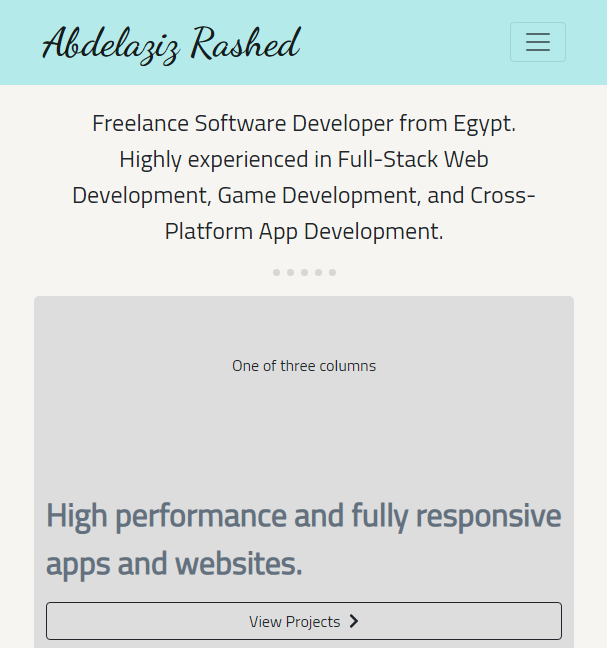 Abdelaziz Rashed
Freelance Software Developer from Egypt.
Highly experienced in Full-Stack Web
Development, Game Development, and Cross-
Platform App Development.
One of three columns
High performance and fully responsive
apps and websites.
View Projects